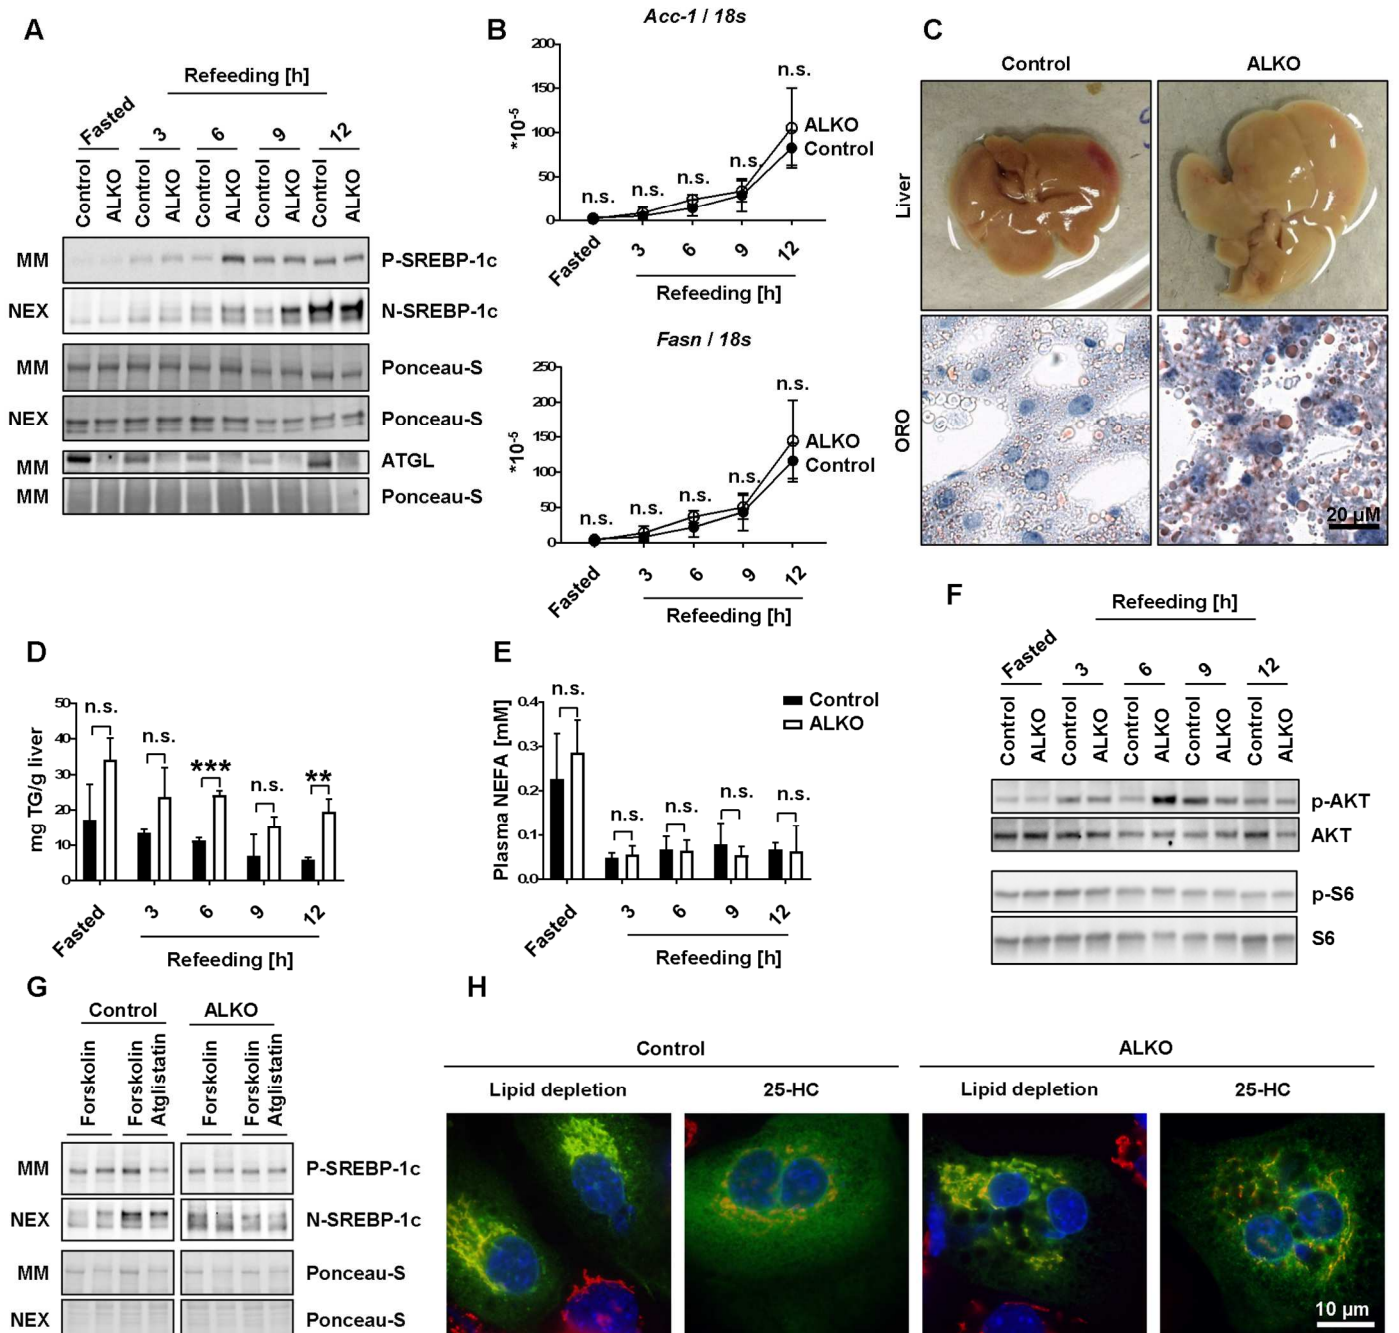 A
Refeeding [h]
Fasted 3 6 9 12
Control ALKO Control ALKO Control ALKO Control ALKO Control ALKO
MM P-SREBP-1c
NEX N-SREBP-1c
MM Ponceau-S
NEX Ponceau-S
MM ATGL
MM Ponceau-S
B
Acc-1 / 18s
*10-5
200
150
100
50
0
n.s. n.s. n.s. n.s. n.s.
ALKO
Control
Fasted 3 6 9 12
Refeeding [h]
Fasn / 18s
*10-5
250
200
150
100
50
0
n.s. n.s. n.s. n.s. n.s.
ALKO
Control
Fasted 3 6 9 12
Refeeding [h]
C
Control ALKO
Liver
ORO
20 µM
D
mg TG/g liver
50
40
30
20
10
0
n.s. n.s. *** n.s. **
Fasted 3 6 9 12
Refeeding [h]
E
Plasma NEFA [mM]
0.4
0.3
0.2
0.1
0.0
n.s. n.s. n.s. n.s. n.s.
Control
ALKO
Fasted 3 6 9 12
Refeeding [h]
F
Refeeding [h]
Fasted 3 6 9 12
Control ALKO Control ALKO Control ALKO Control ALKO Control ALKO
p-AKT
AKT
p-S6
S6
G
Control ALKO
Forskolin Forskolin Atglistatin Forskolin Forskolin Atglistatin
MM P-SREBP-1c
NEX N-SREBP-1c
MM Ponceau-S
NEX Ponceau-S
H
Control ALKO
Lipid depletion 25-HC Lipid depletion 25-HC
10 µm